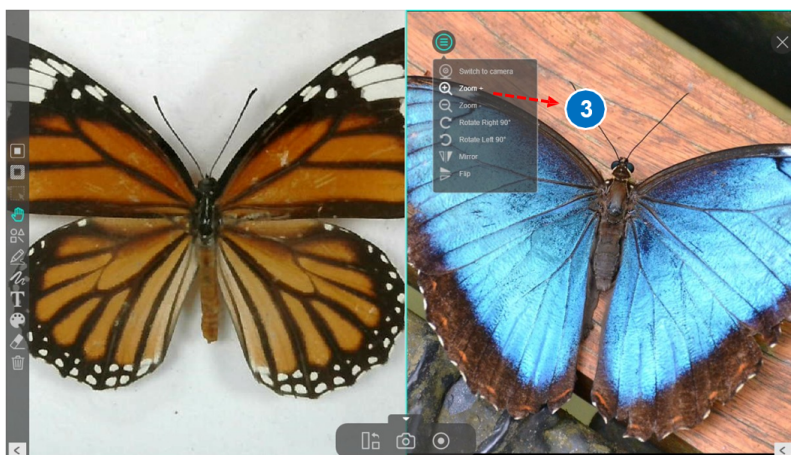 Switch to camera
Zoom +
Zoom -
Rotate Right 90°
Rotate Left 90°
Mirror
Flip
3
T